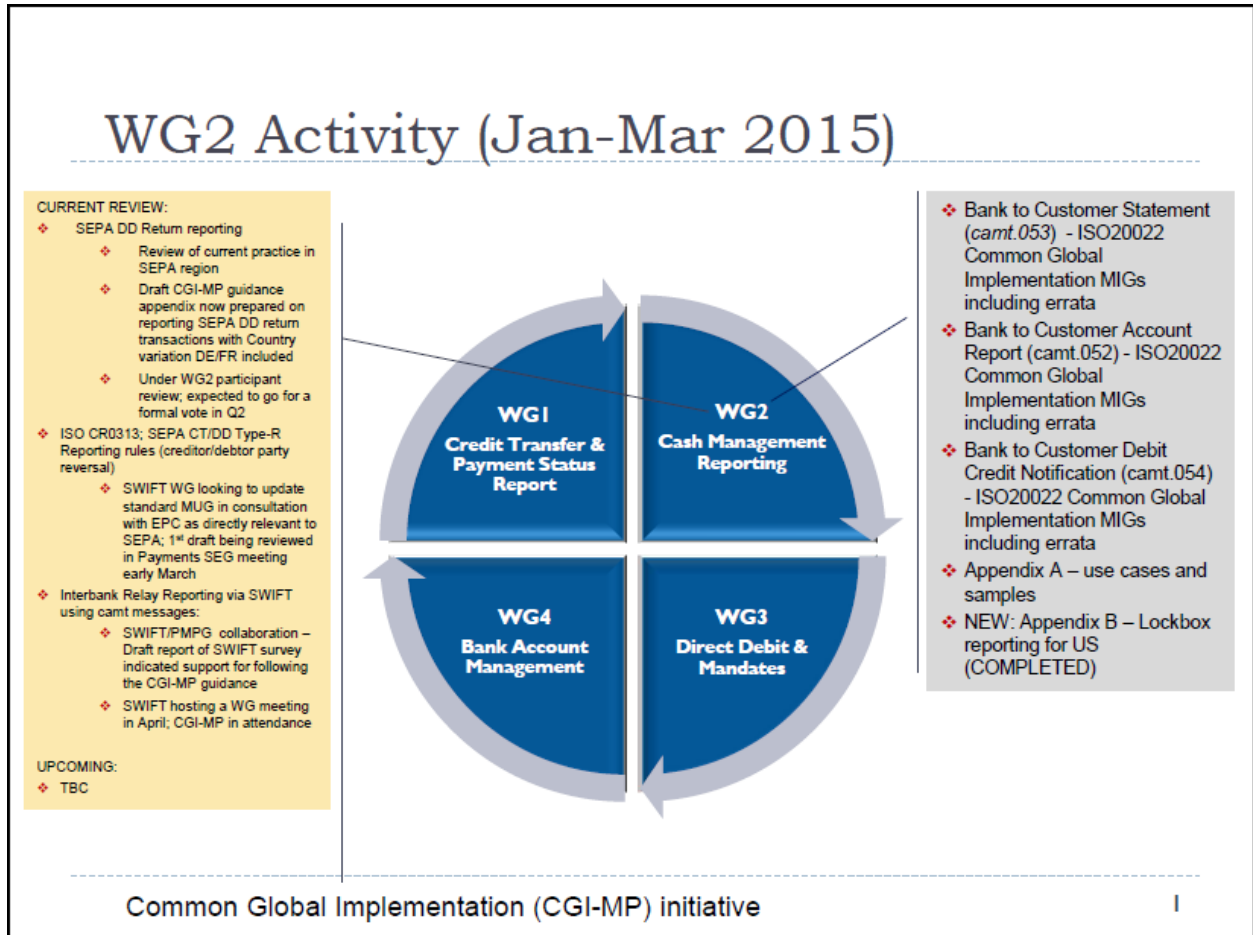 WG2 Activity (Jan-Mar 2015)
CURRENT REVIEW:
❖ SEPA DD Return reporting
❖ Review of current practice in
SEPA region
❖ Draft CGI-MP guidance
appendix now prepared on
reporting SEPA DD return
transactions with Country
variation DE/FR included
❖ Under WG2 participant
review; expected to go for a
formal vote in Q2
❖ ISO CR0313; SEPA CT/DD Type-R
Reporting rules (creditor/debtor party
reversal)
❖ SWIFT WG looking to update
standard MUG in consultation
with EPC as directly relevant to
SEPA; 1st draft being reviewed
in Payments SEG meeting
early March
❖ Interbank Relay Reporting via SWIFT
using camt messages:
❖ SWIFT/PMPG collaboration –
Draft report of SWIFT survey
indicated support for following
the CGI-MP guidance
❖ SWIFT hosting a WG meeting
in April; CGI-MP in attendance
UPCOMING:
❖ TBC
WG1
Credit Transfer &
Payment Status
Report
WG2
Cash Management
Reporting
WG4
Bank Account
Management
WG3
Direct Debit &
Mandates
❖ Bank to Customer Statement
(camt.053) - ISO20022
Common Global
Implementation MIGs
including errata
❖ Bank to Customer Account
Report (camt.052) - ISO20022
Common Global
Implementation MIGs
including errata
❖ Bank to Customer Debit
Credit Notification (camt.054)
- ISO20022 Common Global
Implementation MIGs
including errata
❖ Appendix A – use cases and
samples
❖ NEW: Appendix B – Lockbox
reporting for US
(COMPLETED)
Common Global Implementation (CGI-MP) initiative
1